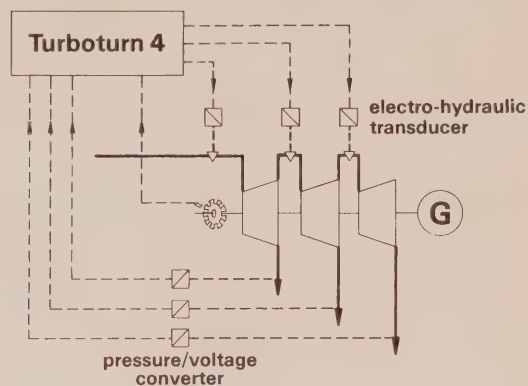 Turboturn 4
electro-hydraulic
transducer
G
pressure/voltage
converter